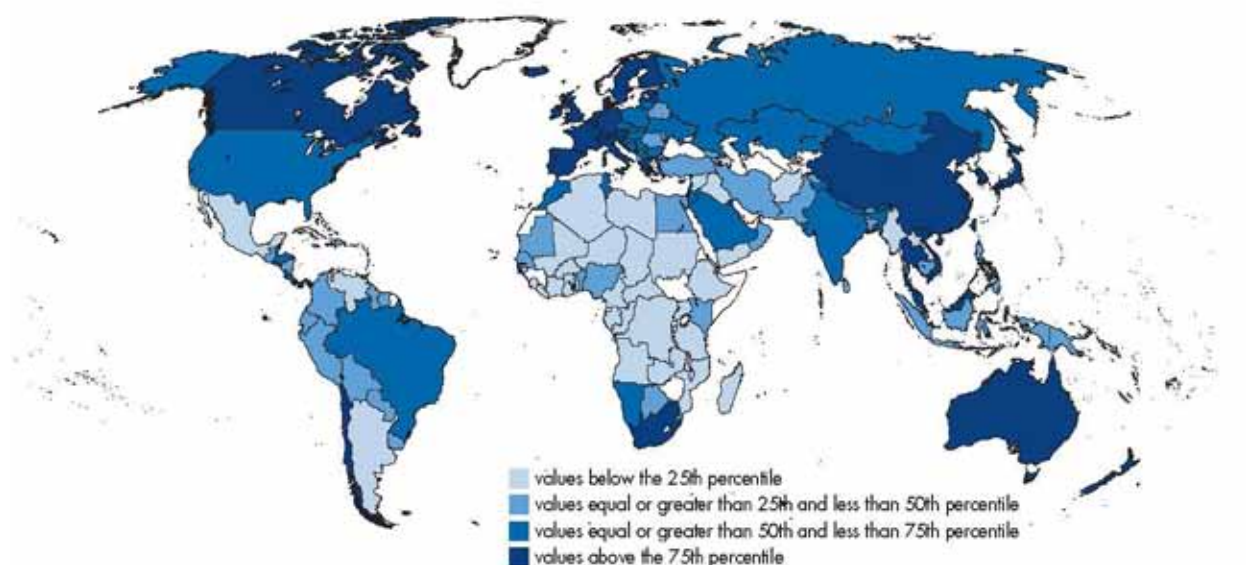 values below the 25th percentile
values equal or greater than 25th and less than 50th percentile
values equal or greater than 50th and less than 75th percentile
values above the 75th percentile